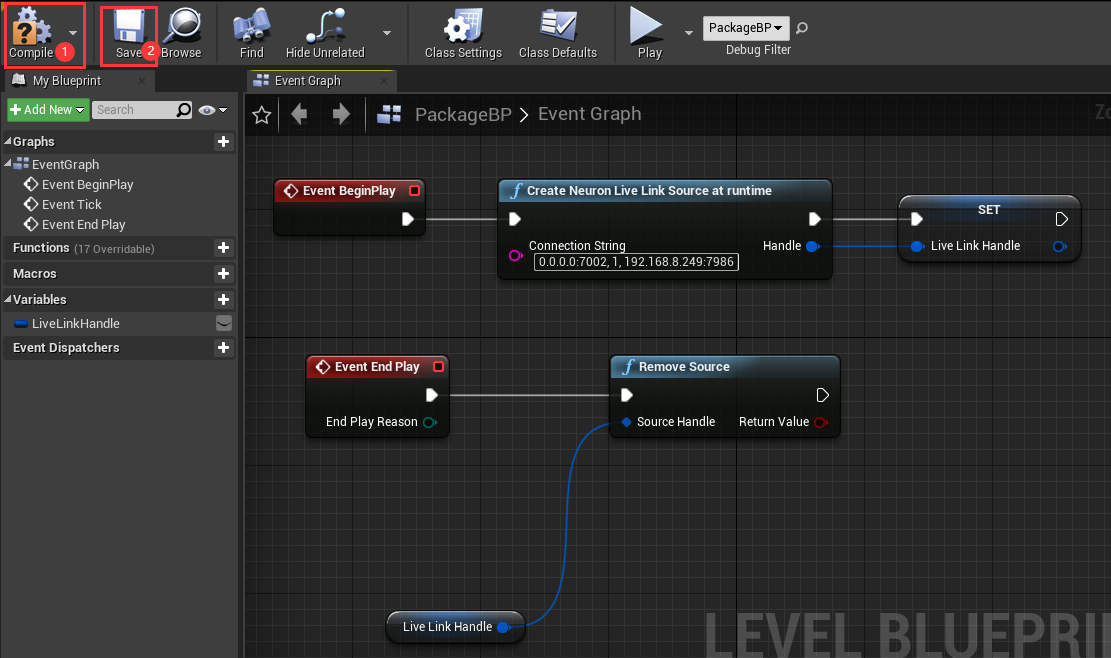 Compile
1
Save
2
Browse
Find
Hide Unrelated
Class Settings
Class Defaults
Play
PackageBP
Debug Filter
My Blueprint
Event Graph
Add New
Search
PackageBP
Event Graph
Graphs
EventGraph
Event BeginPlay
Event Tick
Event End Play
Functions (17 Overridable)
Macros
Variables
LiveLinkHandle
Event Dispatchers
Event BeginPlay
Create Neuron Live Link Source at runtime
Connection String
0.0.0.0:7002, 1, 192.168.8.249:7986
Handle
SET
Live Link Handle
Event End Play
End Play Reason
Remove Source
Source Handle
Return Value
Live Link Handle
LEVEL BLUEPRIN